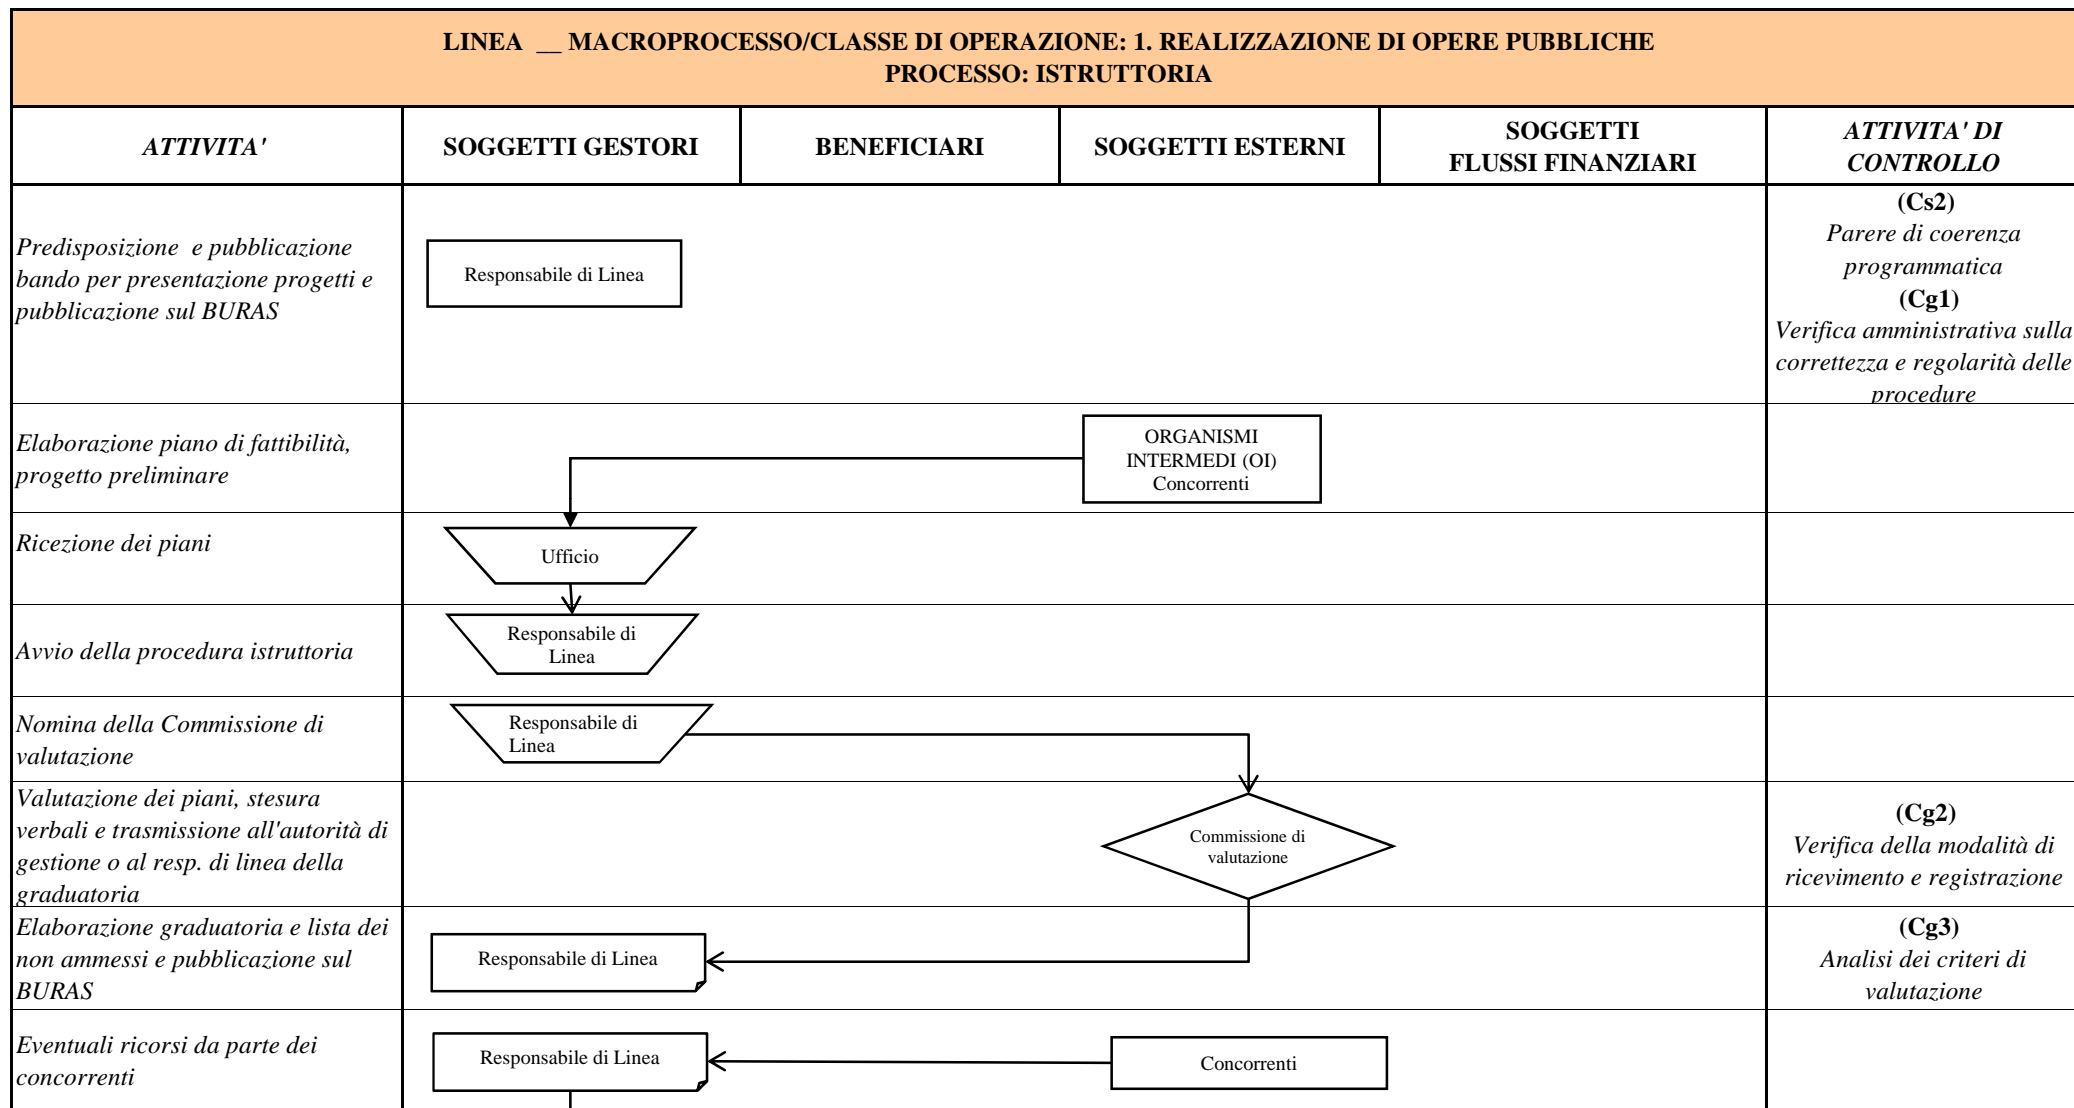 LINEA __ MACROPROCESSO/CLASSE DI OPERAZIONE: 1. REALIZZAZIONE DI OPERE PUBBLICHE
PROCESSO: ISTRUTTORIA
ATTIVITA'
SOGGETTI GESTORI
BENEFICIARI
SOGGETTI ESTERNI
SOGGETTI
FLUSSI FINANZIARI
ATTIVITA' DI
CONTROLLO
Predisposizione e pubblicazione
bando per presentazione progetti e
pubblicazione sul BURAS
Responsabile di Linea
(Cs2)
Parere di coerenza
programmatica
(Cg1)
Verifica amministrativa sulla
correttezza e regolarità delle
procedure
Elaborazione piano di fattibilità,
progetto preliminare
ORGANISMI
INTERMEDI (OI)
Concorrenti
Ricezione dei piani
Ufficio
Avvio della procedura istruttoria
Responsabile di
Linea
Nomina della Commissione di
valutazione
Responsabile di
Linea
Valutazione dei piani, stesura
verbali e trasmissione all'autorità di
gestione o al resp. di linea della
graduatoria
Commissione di
valutazione
(Cg2)
Verifica della modalità di
ricevimento e registrazione
Elaborazione graduatoria e lista dei
non ammessi e pubblicazione sul
BURAS
Responsabile di Linea
(Cg3)
Analisi dei criteri di
valutazione
Eventuali ricorsi da parte dei
concorrenti
Responsabile di Linea
Concorrenti